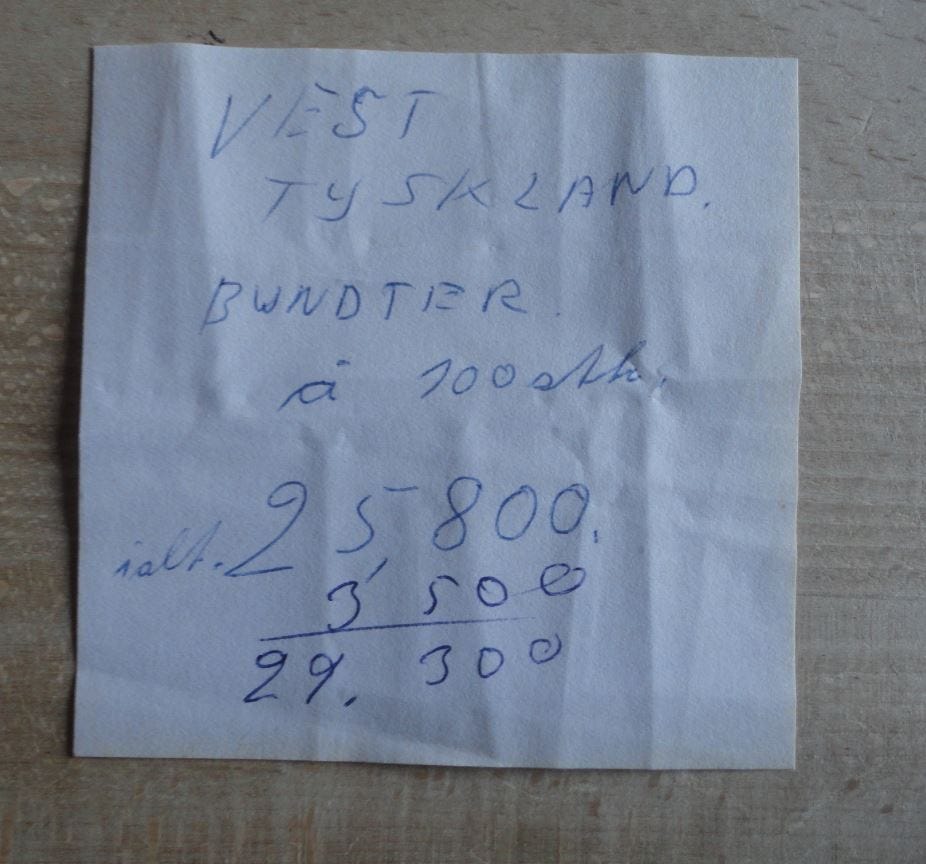 VEST
TYSKLAND.
BUNDTER.
á 100 stk.
ialt. 25,800.
3 500
29. 300